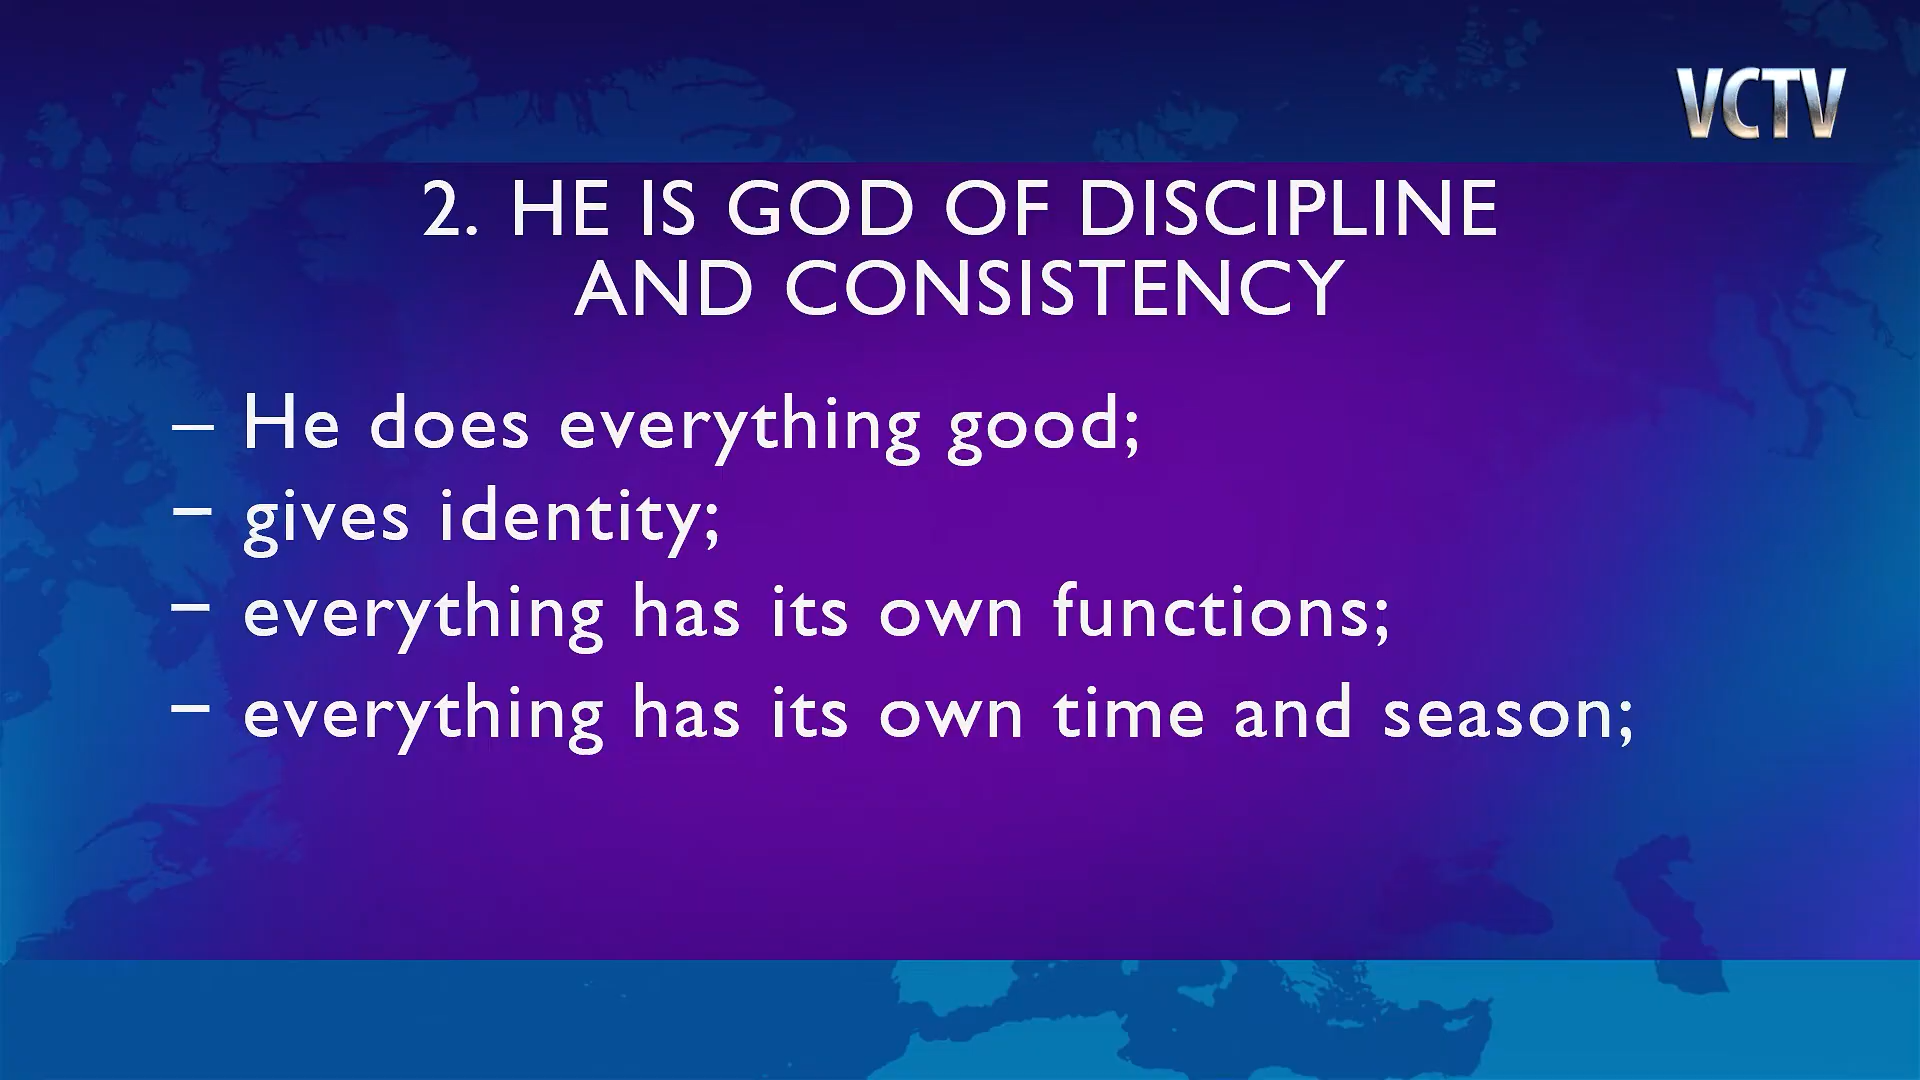 VCTV
2. HE IS GOD OF DISCIPLINE
AND CONSISTENCY
– He does everything good;
– gives identity;
– everything has its own functions;
– everything has its own time and season;